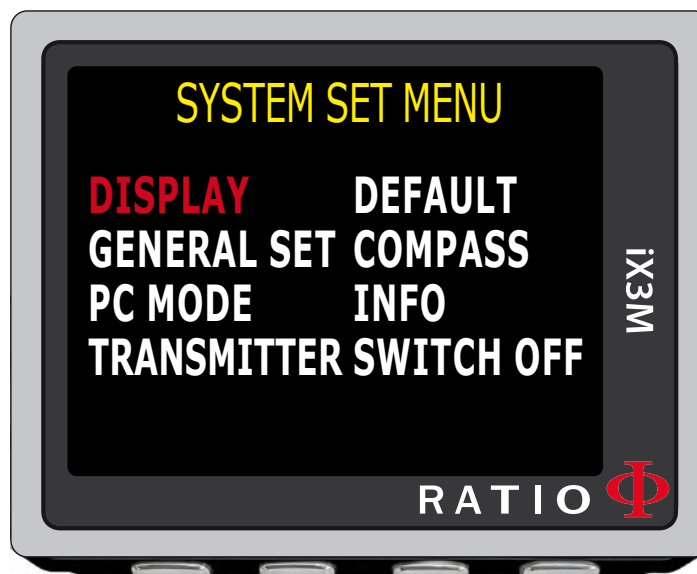 SYSTEM SET MENU
DISPLAY DEFAULT
GENERAL SET COMPASS
PC MODE INFO
TRANSMITTER SWITCH OFF
iX3M
RATIO Φ